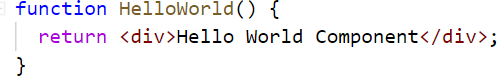 function HelloWorld() {
  return <div>Hello World Component</div>;
}